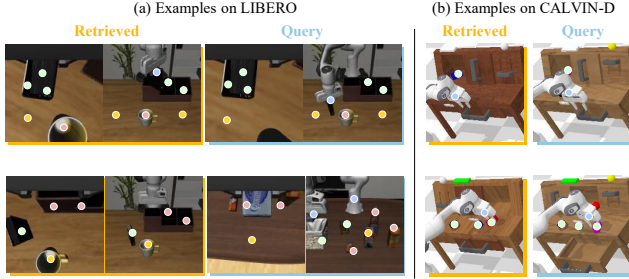 (a) Examples on LIBERO
(b) Examples on CALVIN-D
Retrieved
Query
Retrieved
Query